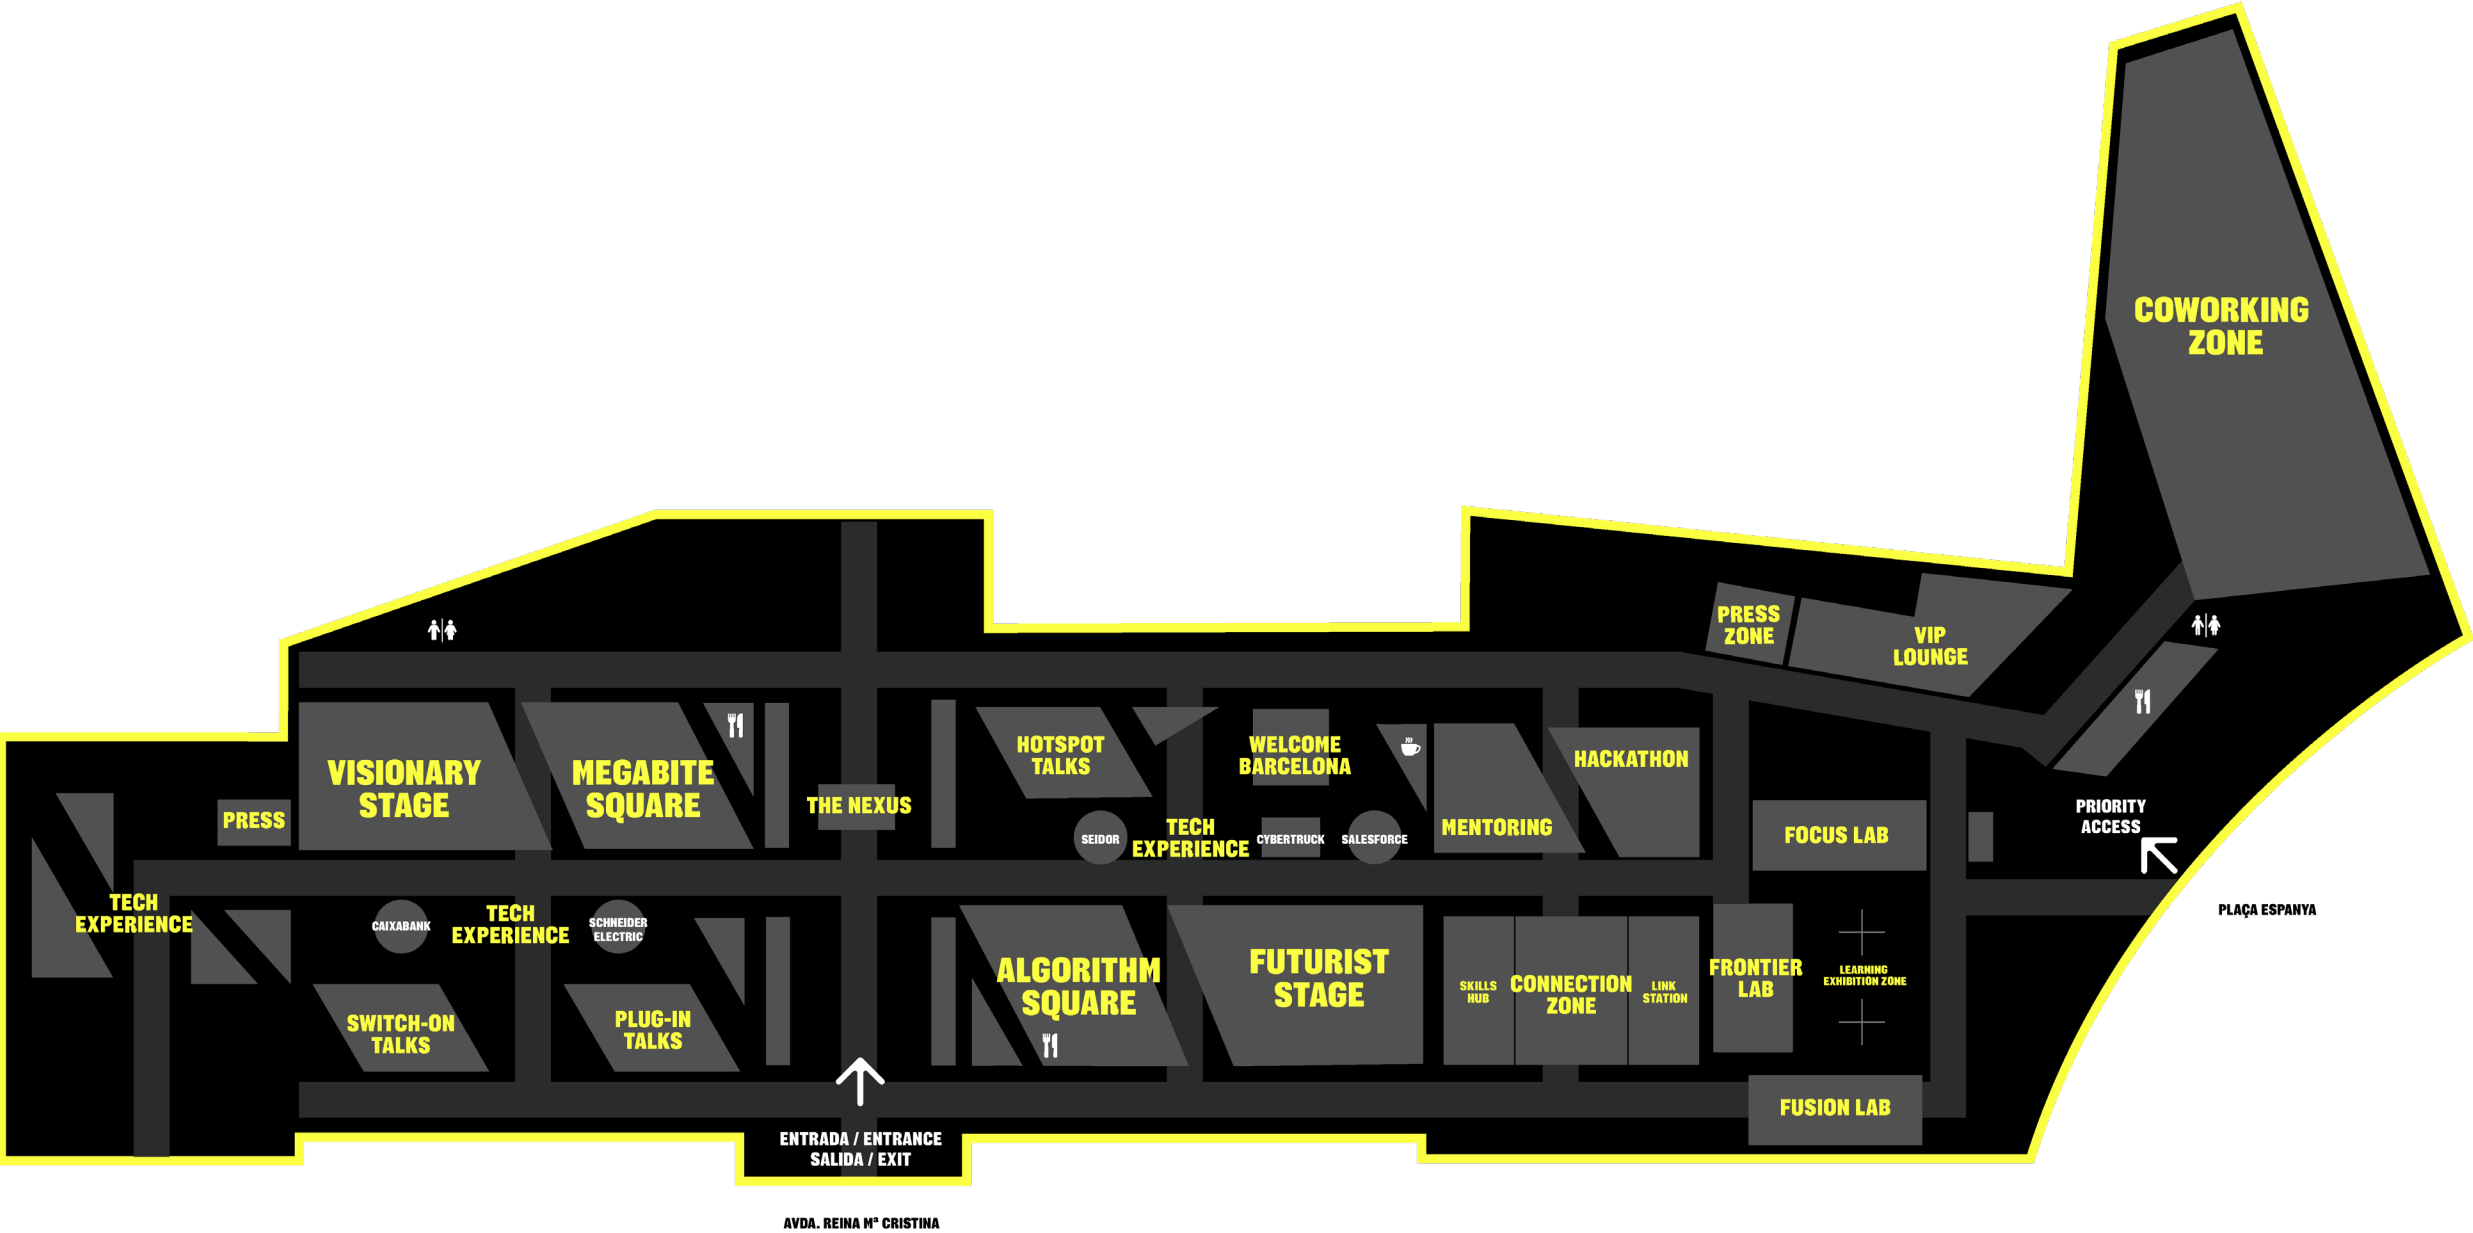 COWORKING
ZONE
PRESS
ZONE
VIP
LOUNGE
VISIONARY
STAGE
MEGABITE
SQUARE
PRESS
THE NEXUS
HOTSPOT
TALKS
WELCOME
BARCELONA
HACKATHON
MENTORING
SEIDOR
TECH
EXPERIENCE
CYBERTRUCK
SALESFORCE
FOCUS LAB
PRIORITY
ACCESS
PLAÇA ESPANYA
TECH
EXPERIENCE
CAIXABANK
TECH
EXPERIENCE
SCHNEIDER
ELECTRIC
SWITCH-ON
TALKS
PLUG-IN
TALKS
ALGORITHM
SQUARE
FUTURIST
STAGE
SKILLS
HUB
CONNECTION
ZONE
LINK
STATION
FRONTIER
LAB
LEARNING
EXHIBITION ZONE
FUSION LAB
ENTRADA / ENTRANCE
SALIDA / EXIT
AVDA. REINA Mª CRISTINA